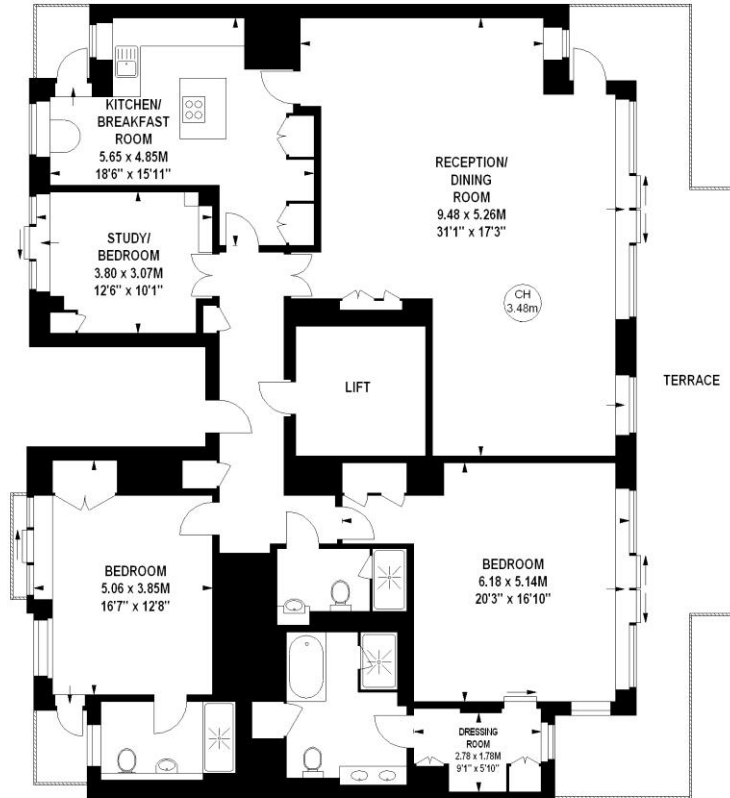 KITCHEN/
BREAKFAST
ROOM
5.65 x 4.85M
18'6" x 15'11"
RECEPTION/
DINING
ROOM
9.48 x 5.26M
31'1" x 17'3"
STUDY/
BEDROOM
3.80 x 3.07M
12'6" x 10'1"
CH
3.48m
LIFT
TERRACE
BEDROOM
5.06 x 3.85M
16'7" x 12'8"
BEDROOM
6.18 x 5.14M
20'3" x 16'10"
DRESSING
ROOM
2.78 x 1.78M
9'1" x 5'10"